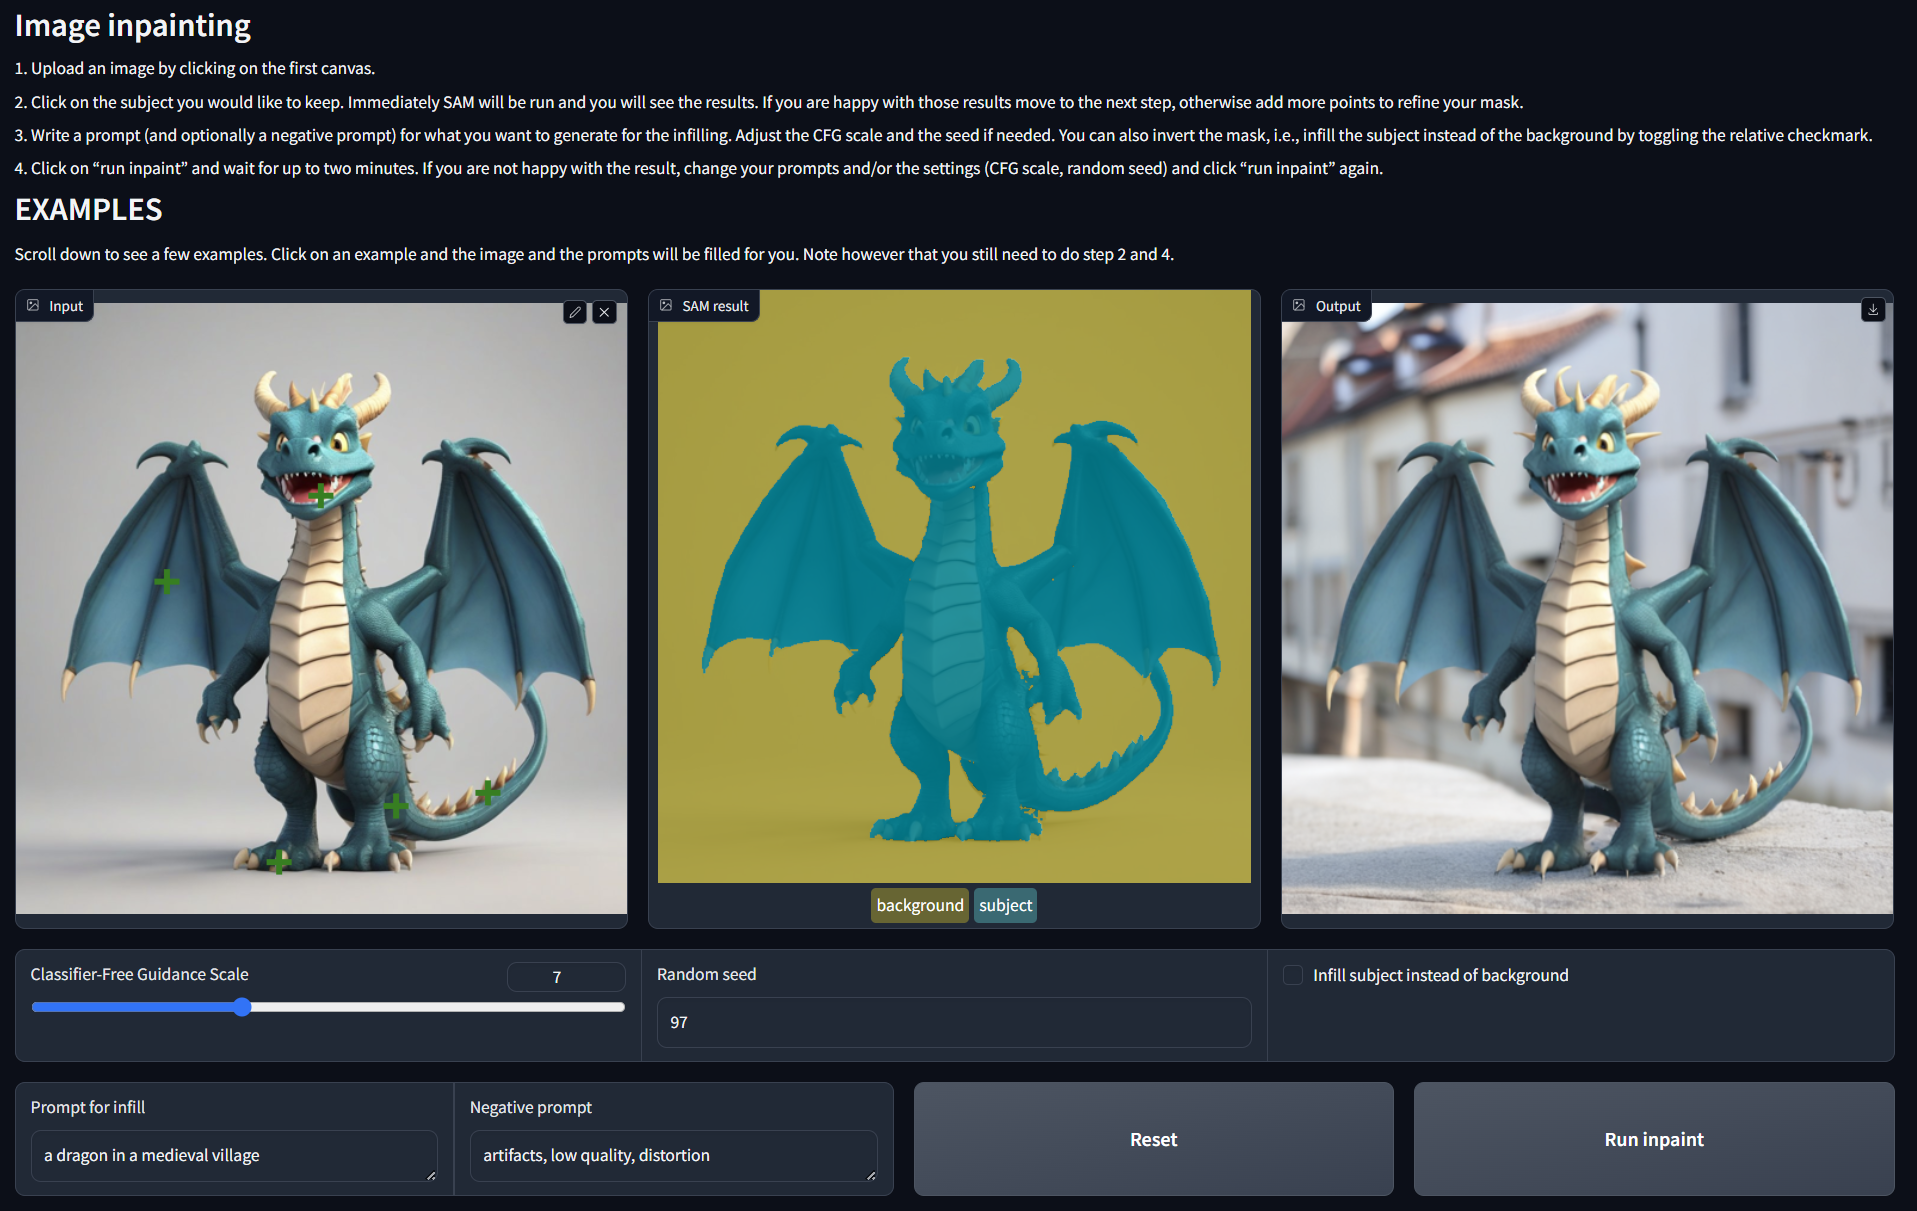 Image inpainting
1. Upload an image by clicking on the first canvas.
2. Click on the subject you would like to keep. Immediately SAM will be run and you will see the results. If you are happy with those results move to the next step, otherwise add more points to refine your mask.
3. Write a prompt (and optionally a negative prompt) for what you want to generate for the infilling. Adjust the CFG scale and the seed if needed. You can also invert the mask, i.e., infill the subject instead of the background by toggling the relative checkmark.
4. Click on “run inpaint” and wait for up to two minutes. If you are not happy with the result, change your prompts and/or the settings (CFG scale, random seed) and click “run inpaint” again.
EXAMPLES
Scroll down to see a few examples. Click on an example and the image and the prompts will be filled for you. Note however that you still need to do step 2 and 4.
Input
SAM result
Output
background subject
Classifier-Free Guidance Scale
7
Random seed
97
Infill subject instead of background
Prompt for infill
a dragon in a medieval village
Negative prompt
artifacts, low quality, distortion
Reset
Run inpaint